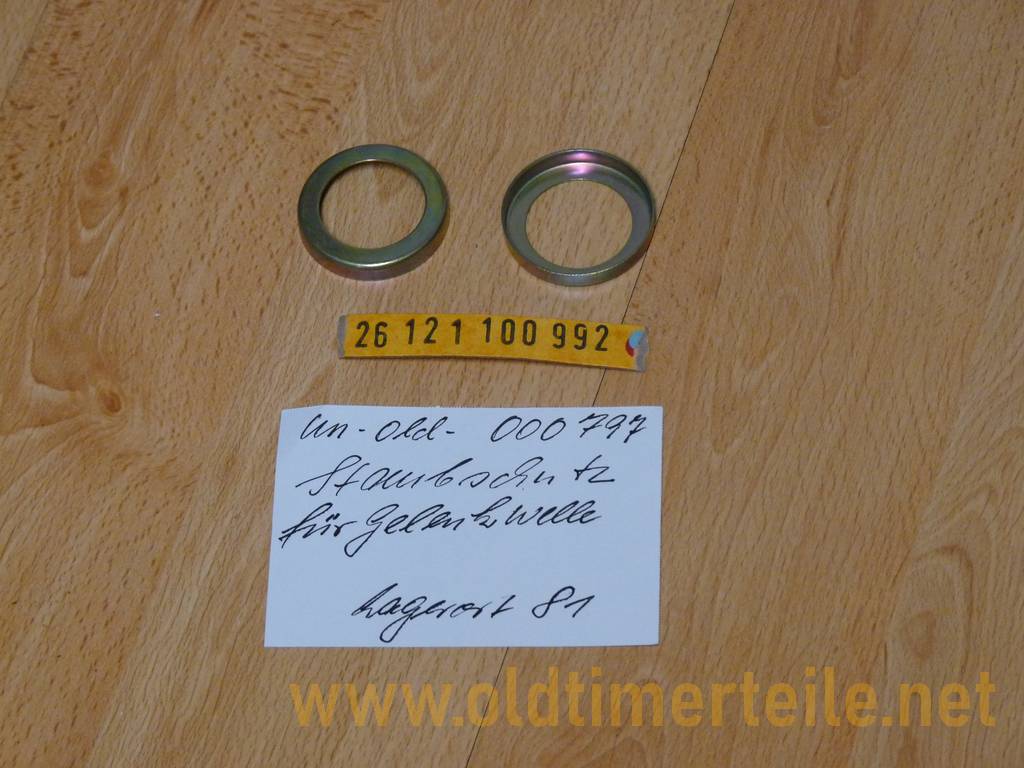 26 121 100 992
Un-Old- 000797
Staubschutz
für Gelenkwelle
Lagerort 81
www.oldtimerteile.net